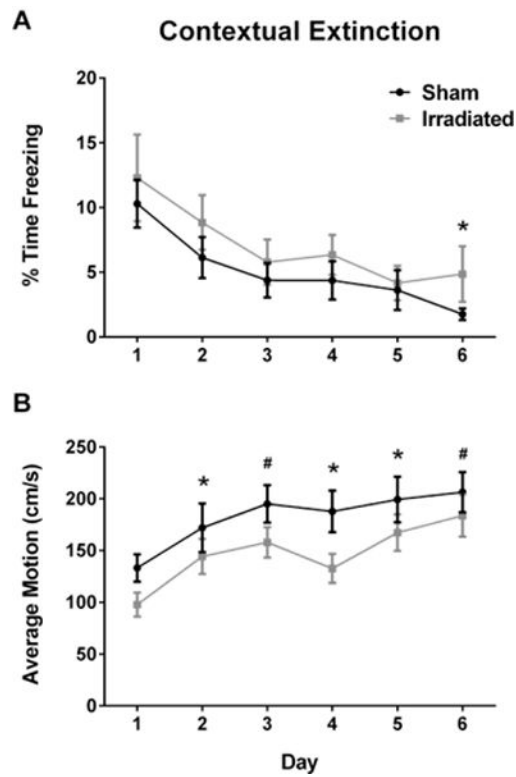 A
Contextual Extinction
20
15
10
5
0
% Time Freezing
Sham
Irradiated
*
1 2 3 4 5 6
B
250
200
150
100
50
0
Average Motion (cm/s)
* # * * #
1 2 3 4 5 6
Day